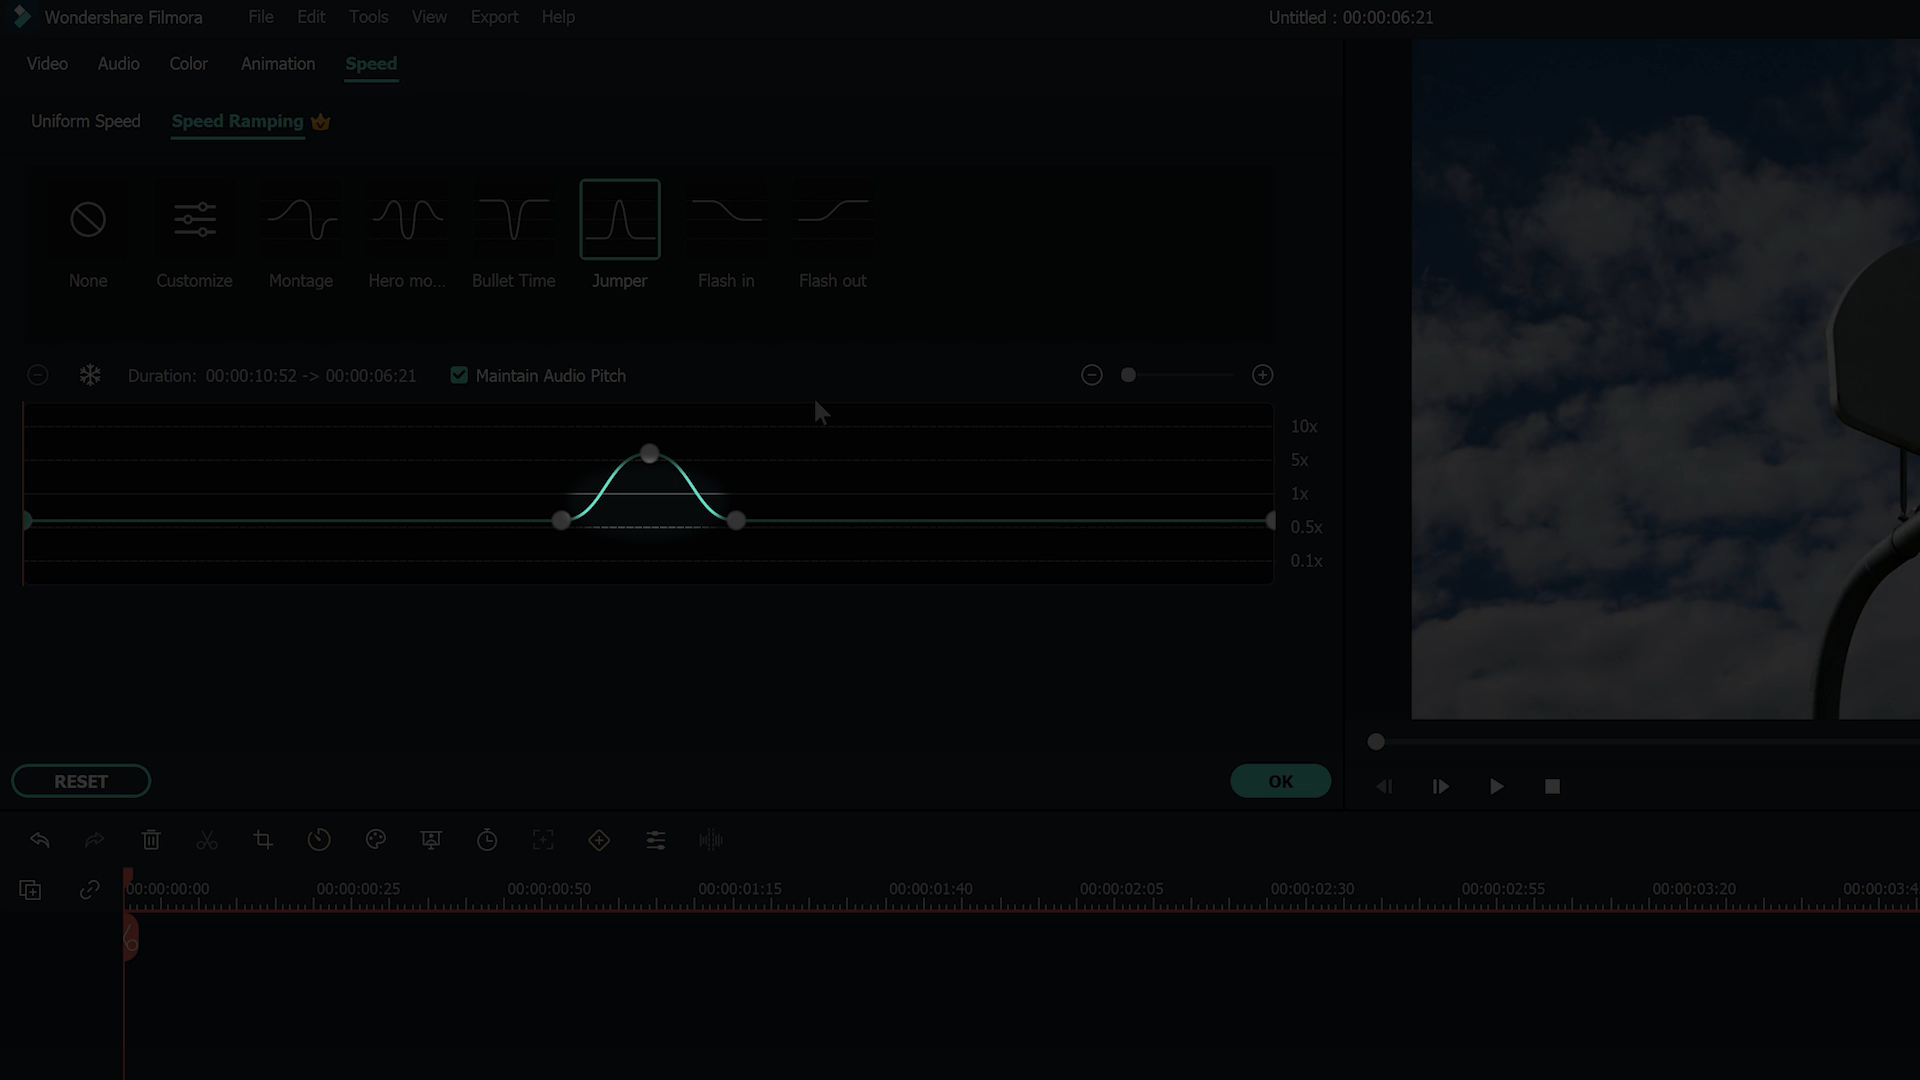 Wondershare Filmora File Edit Tools View Export Help Untitled : 00:00:06:21
Video Audio Color Animation Speed
Uniform Speed Speed Ramping
None Customize Montage Hero mo... Bullet Time Jumper Flash in Flash out
Duration: 00:00:10:52 -> 00:00:06:21 Maintain Audio Pitch
10x
5x
1x
0.5x
0.1x
RESET OK
00:00:00:00 00:00:00:25 00:00:00:50 00:00:01:15 00:00:01:40 00:00:02:05 00:00:02:30 00:00:02:55 00:00:03:20 00:00:03:4